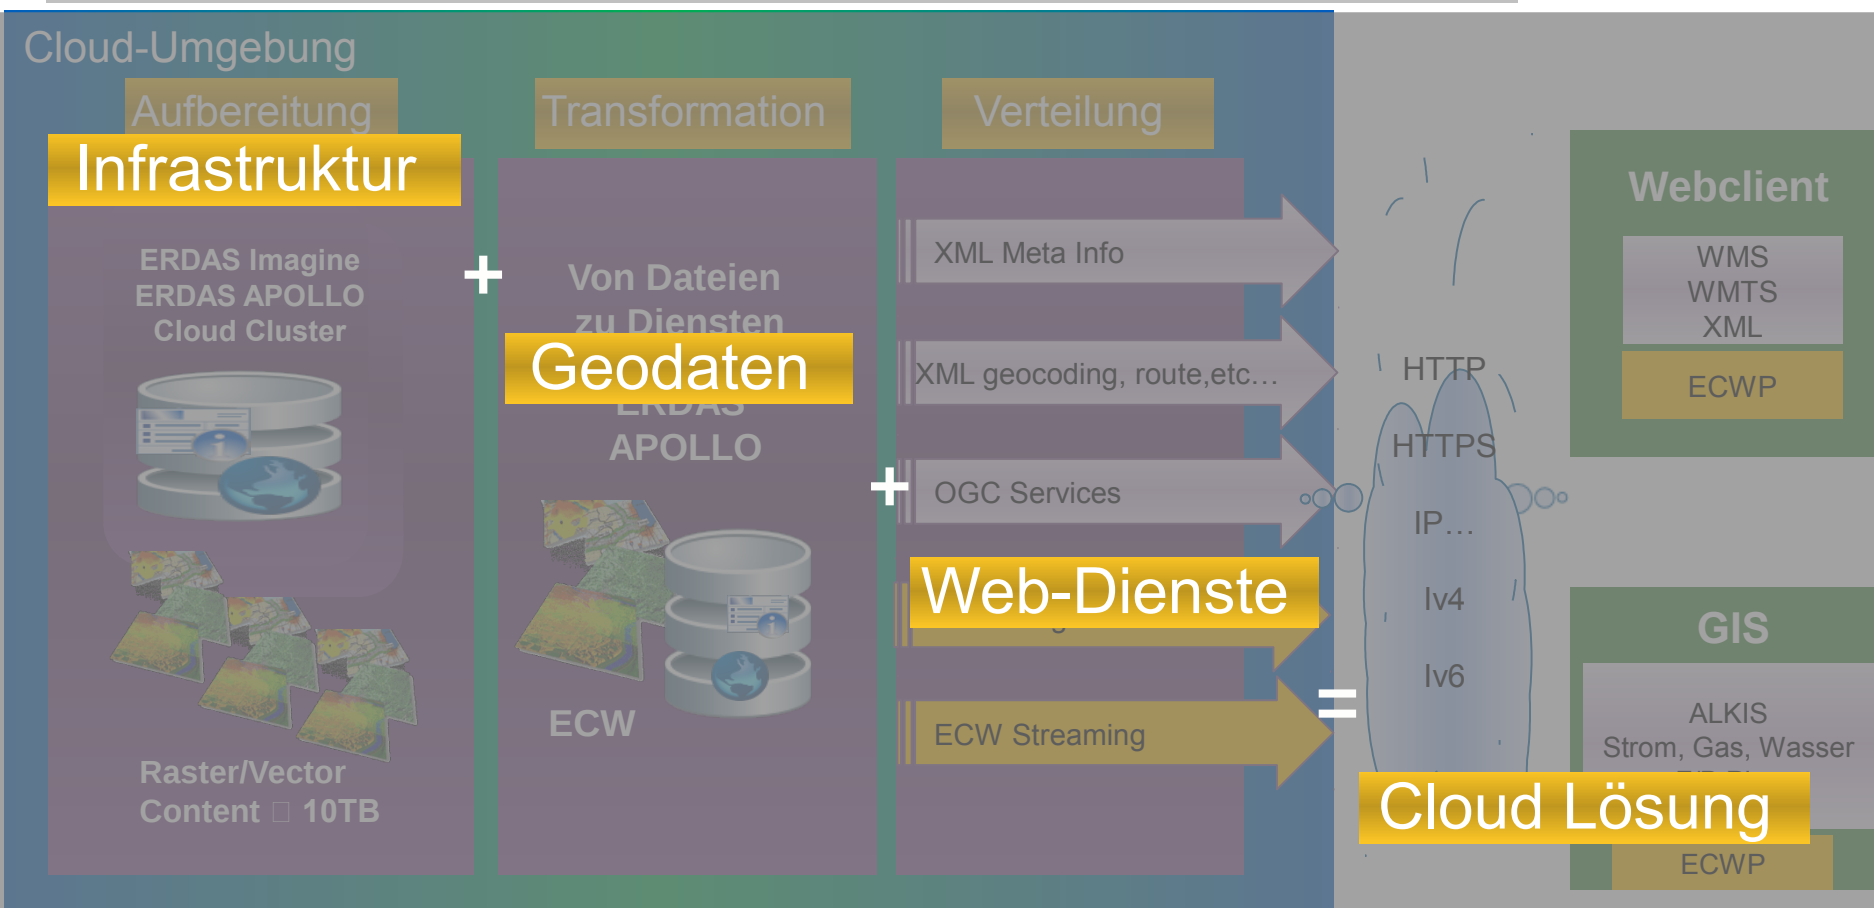 Cloud-Umgebung
Aufbereitung
Transformation
Verteilung
Infrastruktur
ERDAS Imagine
ERDAS APOLLO
Cloud Cluster
Raster/Vector
Content □ 10TB
+
Von Dateien
zu Diensten
Geodaten
ERDAS
APOLLO
ECW
+
XML Meta Info
XML geocoding, route,etc…
OGC Services
Web-Dienste
ECW Streaming
=
HTTP
HTTPS
IP…
Iv4
Iv6
Webclient
WMS
WMTS
XML
ECWP
GIS
ALKIS
Strom, Gas, Wasser
Cloud Lösung
ECWP